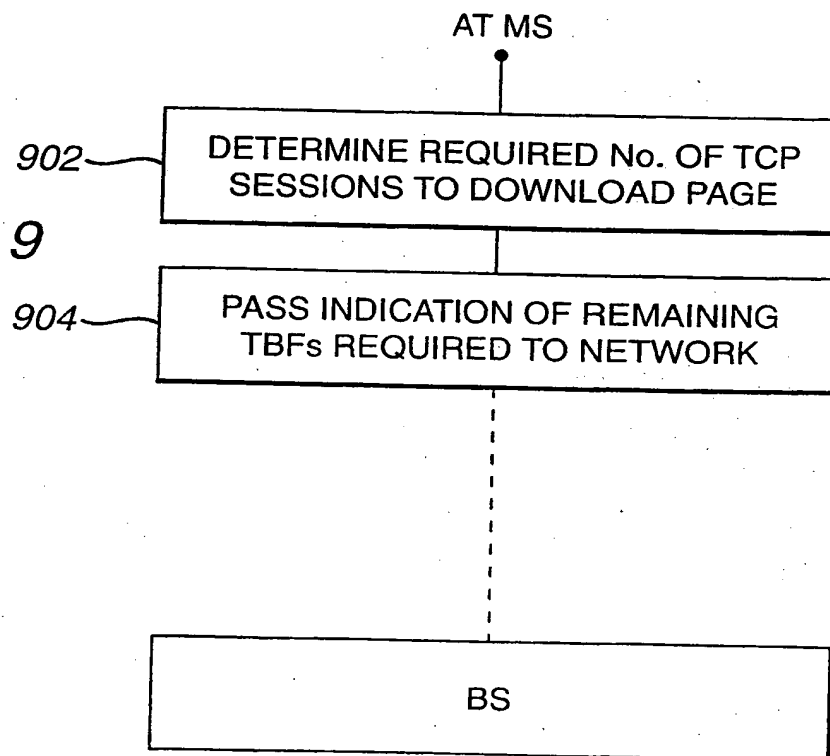 AT MS
902
DETERMINE REQUIRED No. OF TCP
SESSIONS TO DOWNLOAD PAGE
9
904
PASS INDICATION OF REMAINING
TBFs REQUIRED TO NETWORK
BS